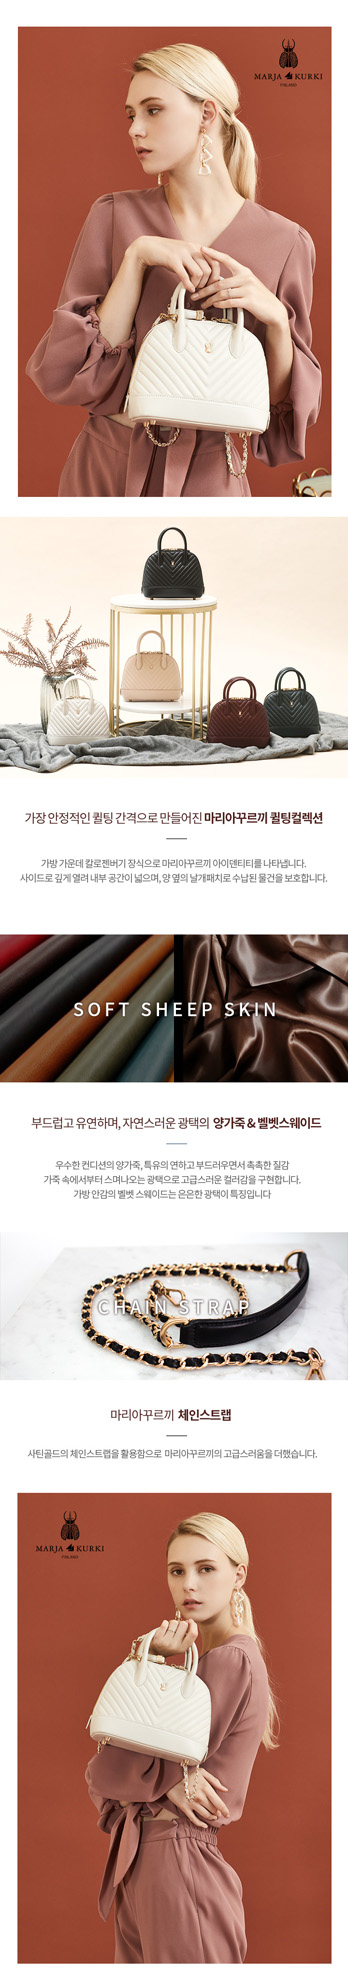 MARJA KURKI
FINLAND
가장 안정적인 퀼팅 간격으로 만들어진 마리아꾸르끼 퀼팅컬렉션
가방 가운데 칼로젠버기 장식으로 마리아꾸르끼 아이덴티티를 나타냅니다.
사이드로 깊게 열려 내부 공간이 넓으며, 양 옆의 날개패치로 수납된 물건을 보호합니다.
SOFT SHEEP SKIN
부드럽고 유연하며, 자연스러운 광택의 양가죽 & 벨벳스웨이드
우수한 컨디션의 양가죽, 특유의 연하고 부드러우면서 촉촉한 질감
가죽 속에서부터 스며나오는 광택으로 고급스러운 컬러감을 구현합니다.
가방 안감의 벨벳 스웨이드는 은은한 광택이 특징입니다
CHAIN STRAP
마리아꾸르끼 체인스트랩
사틴골드의 체인스트랩을 활용함으로 마리아꾸르끼의 고급스러움을 더했습니다.
MARJA KURKI
FINLAND